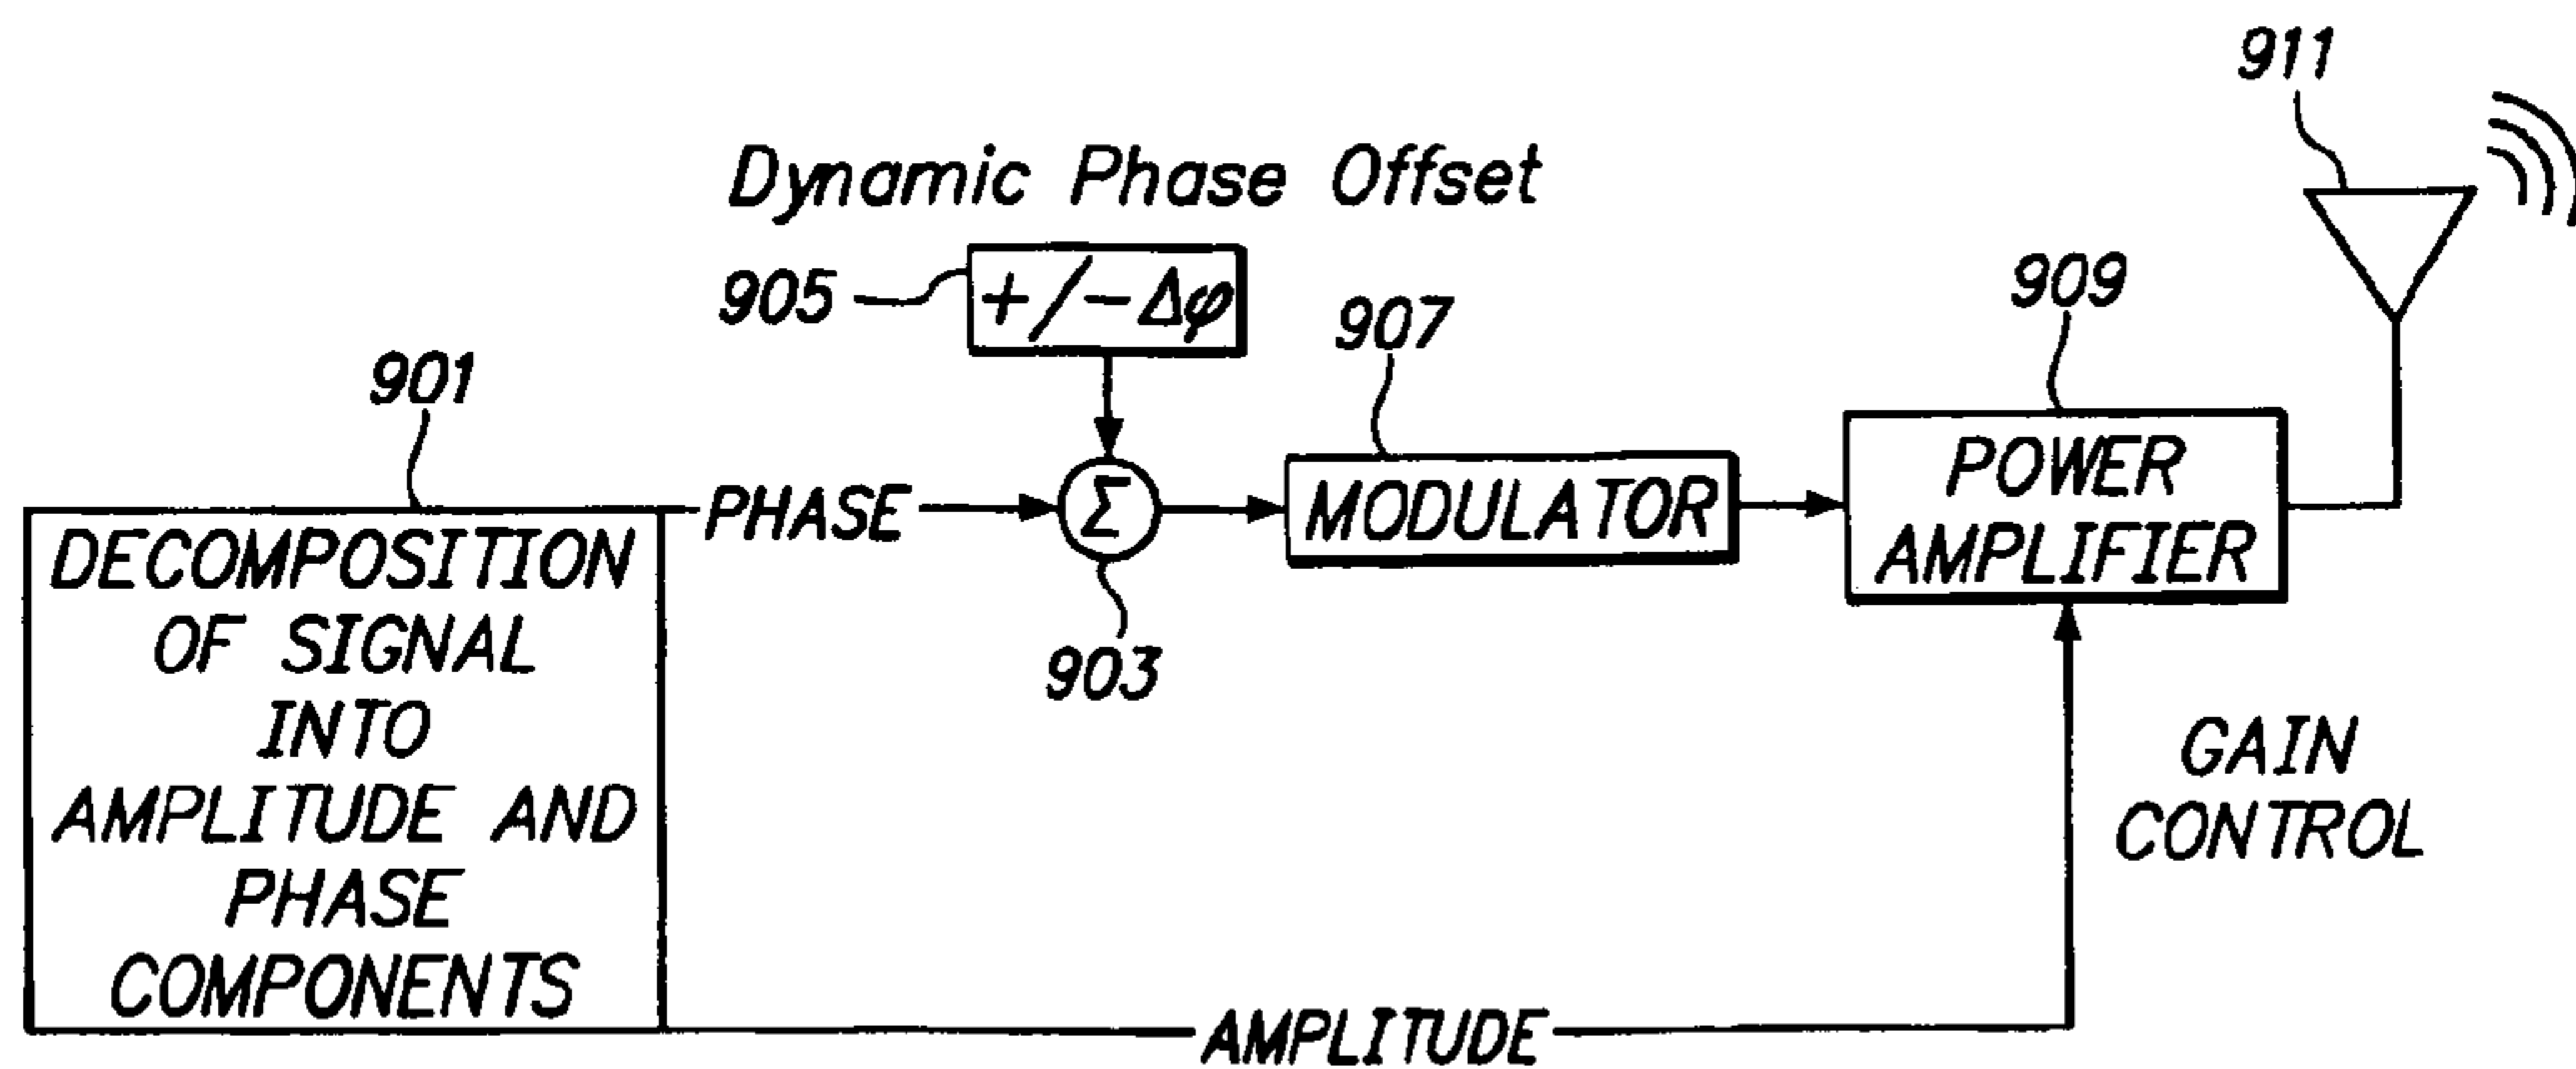 911
Dynamic Phase Offset
905
+/-Δφ
907
909
901
POWER
AMPLIFIER
PHASE
Σ
MODULATOR
903
DECOMPOSITION
OF SIGNAL
INTO
AMPLITUDE AND
PHASE
COMPONENTS
GAIN
CONTROL
AMPLITUDE